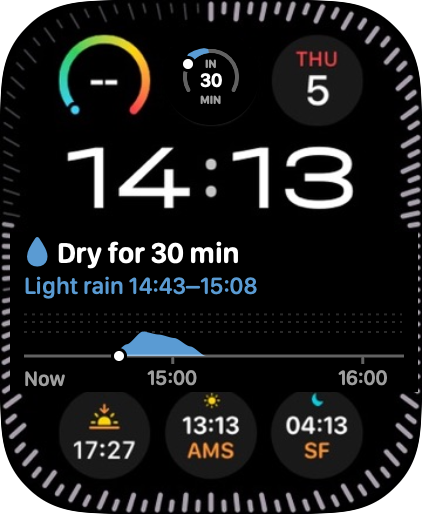 --
IN
30
MIN
THU
5
14:13
Dry for 30 min
Light rain 14:43–15:08
Now 15:00 16:00
17:27
13:13
AMS
04:13
SF